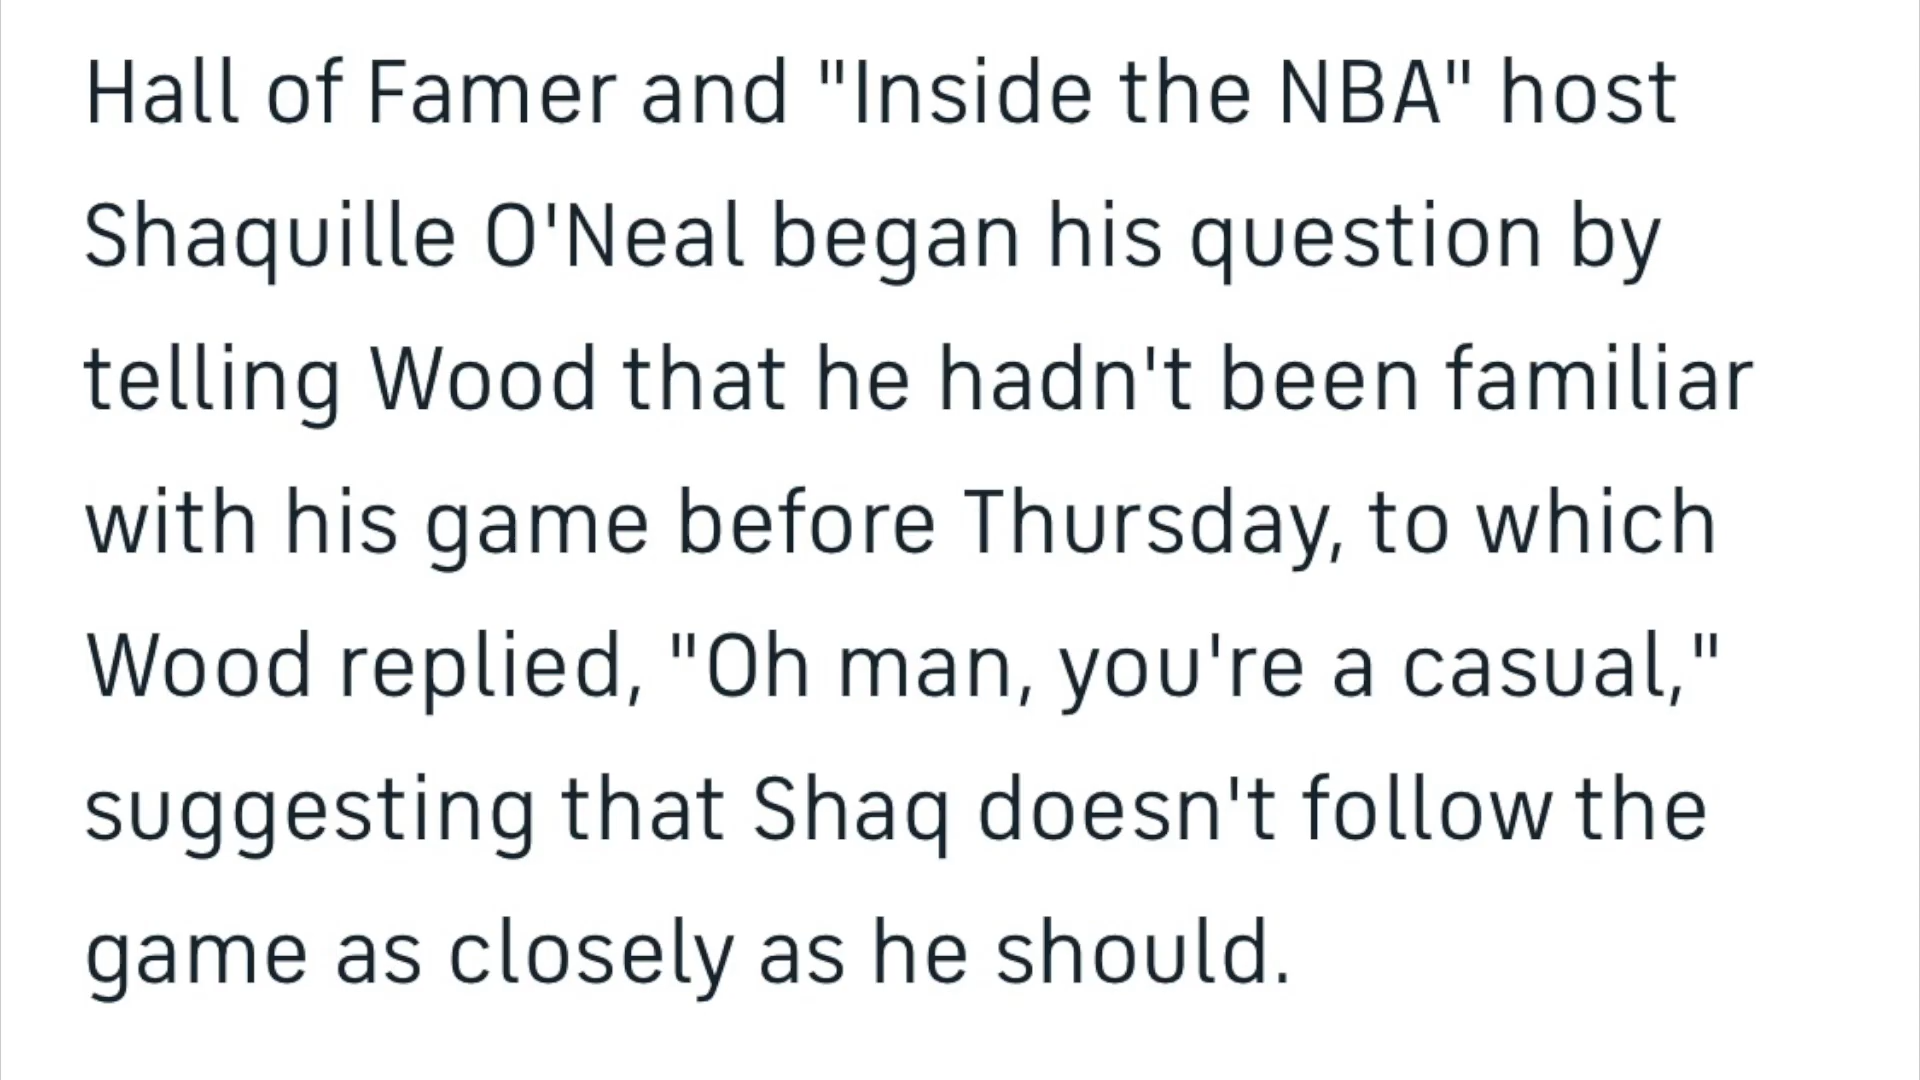 Hall of Famer and "Inside the NBA" host
Shaquille O'Neal began his question by
telling Wood that he hadn't been familiar
with his game before Thursday, to which
Wood replied, "Oh man, you're a casual,"
suggesting that Shaq doesn't follow the
game as closely as he should.